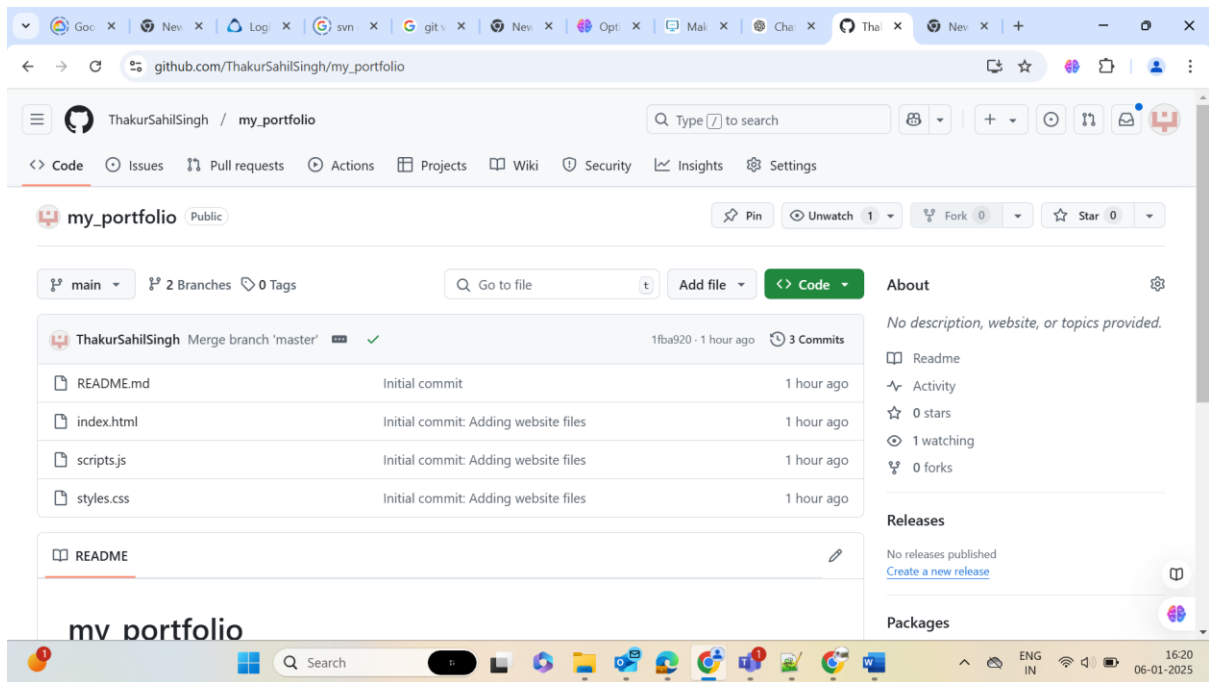 Goo New Logi svn git v New Opti Mak Chat Thal New
github.com/ThakurSahilSingh/my_portfolio
ThakurSahilSingh / my_portfolio Type / to search
Code Issues Pull requests Actions Projects Wiki Security Insights Settings
my_portfolio Public Pin Unwatch 1 Fork 0 Star 0
main 2 Branches 0 Tags Go to file t Add file Code About
No description, website, or topics provided.
ThakurSahilSingh Merge branch 'master' 1fba920 · 1 hour ago 3 Commits
Readme
README.md Initial commit 1 hour ago
Activity
0 stars
index.html Initial commit: Adding website files 1 hour ago
1 watching
scripts.js Initial commit: Adding website files 1 hour ago
0 forks
styles.css Initial commit: Adding website files 1 hour ago
Releases
README
No releases published
Create a new release
my_portfolio
Packages
1 Search 1 ENG 16:20
IN 06-01-2025